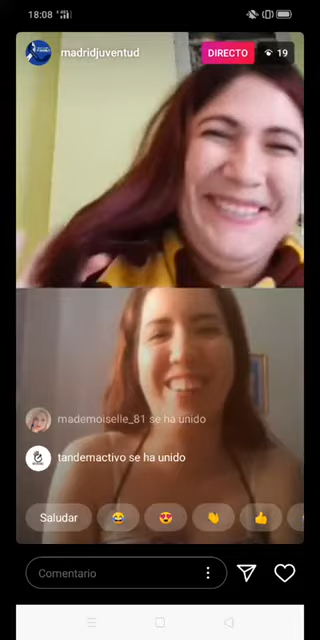 18:08
madridjuventud
DIRECTO
19
mademoiselle_81 se ha unido
tandemactivo se ha unido
Saludar
Comentario